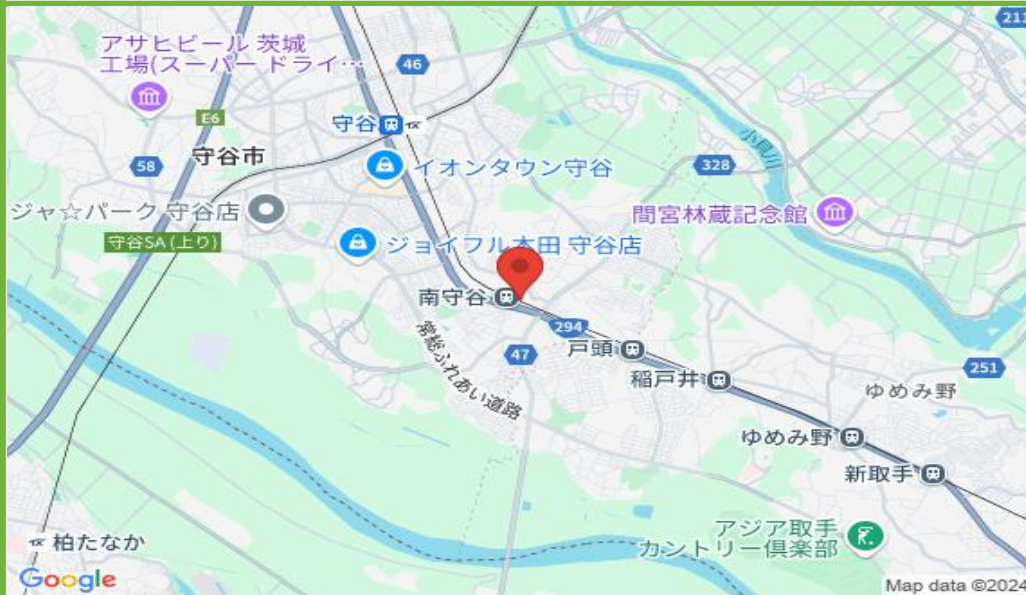 213
アサヒビール 茨城
工場(スーパードライ…
46
E6
守谷
58
守谷市
イオンタウン守谷
328
小貝川
ジャ☆パーク 守谷店
間宮林蔵記念館
守谷SA (上り)
ジョイフル本田 守谷店
南守谷
294
常総ふれあい道路
47
戸頭
稲戸井
251
ゆめみ野
ゆめみ野
新取手
アジア取手
カントリー倶楽部
柏たなか
Google
Map data ©2024